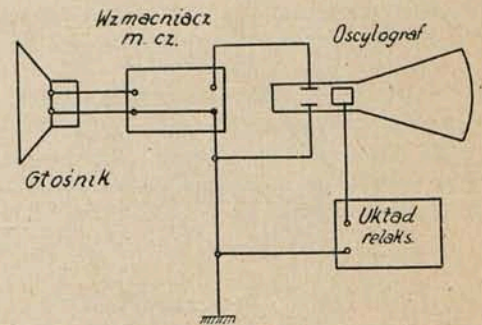 Wzmacniacz
m. cz.
Oscylograf
Głośnik
Układ
relaks.